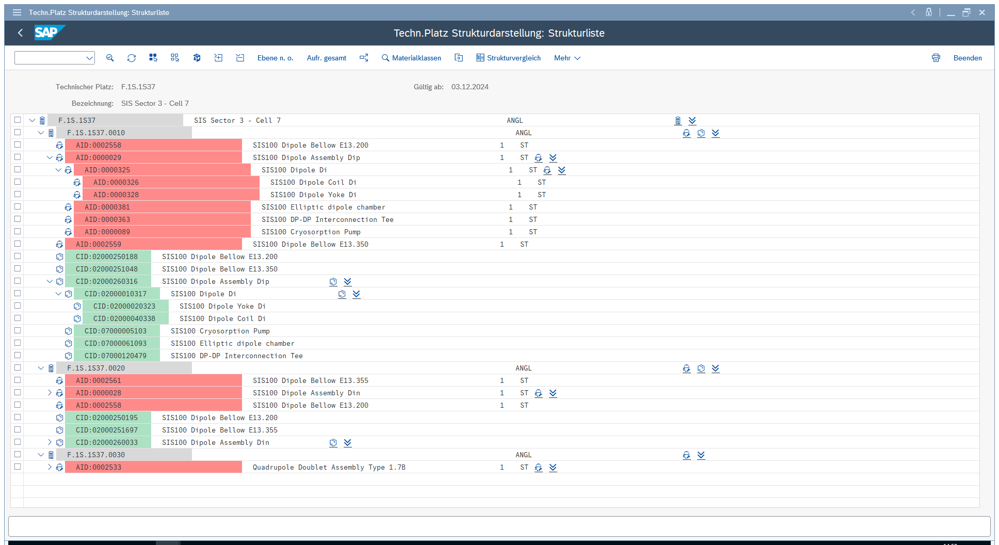 Techn.Platz Strukturdarstellung: Strukturliste
SAP Techn.Platz Strukturdarstellung: Strukturliste
Ebene n. o. Aufr. gesamt Materialklassen Strukturvergleich Mehr Beenden
Technischer Platz: F.1S.1S37 Gültig ab: 03.12.2024
Bezeichnung: SIS Sector 3 - Cell 7
F.1S.1S37 SIS Sector 3 - Cell 7 ANGL
F.1S.1S37.0010 ANGL
AID:0002558 SIS100 Dipole Bellow E13.200 1 ST
AID:0000029 SIS100 Dipole Assembly Dip 1 ST
AID:0000325 SIS100 Dipole Di 1 ST
AID:0000326 SIS100 Dipole Coil Di 1 ST
AID:0000328 SIS100 Dipole Yoke Di 1 ST
AID:0000381 SIS100 Elliptic dipole chamber 1 ST
AID:0000363 SIS100 DP-DP Interconnection Tee 1 ST
AID:0000089 SIS100 Cryosorption Pump 1 ST
AID:0002559 SIS100 Dipole Bellow E13.350 1 ST
CID:02000250188 SIS100 Dipole Bellow E13.200
CID:02000251048 SIS100 Dipole Bellow E13.350
CID:02000260316 SIS100 Dipole Assembly Dip
CID:02000010317 SIS100 Dipole Di
CID:02000020323 SIS100 Dipole Yoke Di
CID:02000040338 SIS100 Dipole Coil Di
CID:07000005103 SIS100 Cryosorption Pump
CID:07000061093 SIS100 Elliptic dipole chamber
CID:07000120479 SIS100 DP-DP Interconnection Tee
F.1S.1S37.0020 ANGL
AID:0002561 SIS100 Dipole Bellow E13.355 1 ST
AID:0000028 SIS100 Dipole Assembly Din 1 ST
AID:0002558 SIS100 Dipole Bellow E13.200 1 ST
CID:02000250195 SIS100 Dipole Bellow E13.200
CID:02000251697 SIS100 Dipole Bellow E13.355
CID:02000260033 SIS100 Dipole Assembly Din
F.1S.1S37.0030 ANGL
AID:0002533 Quadrupole Doublet Assembly Type 1.7B 1 ST